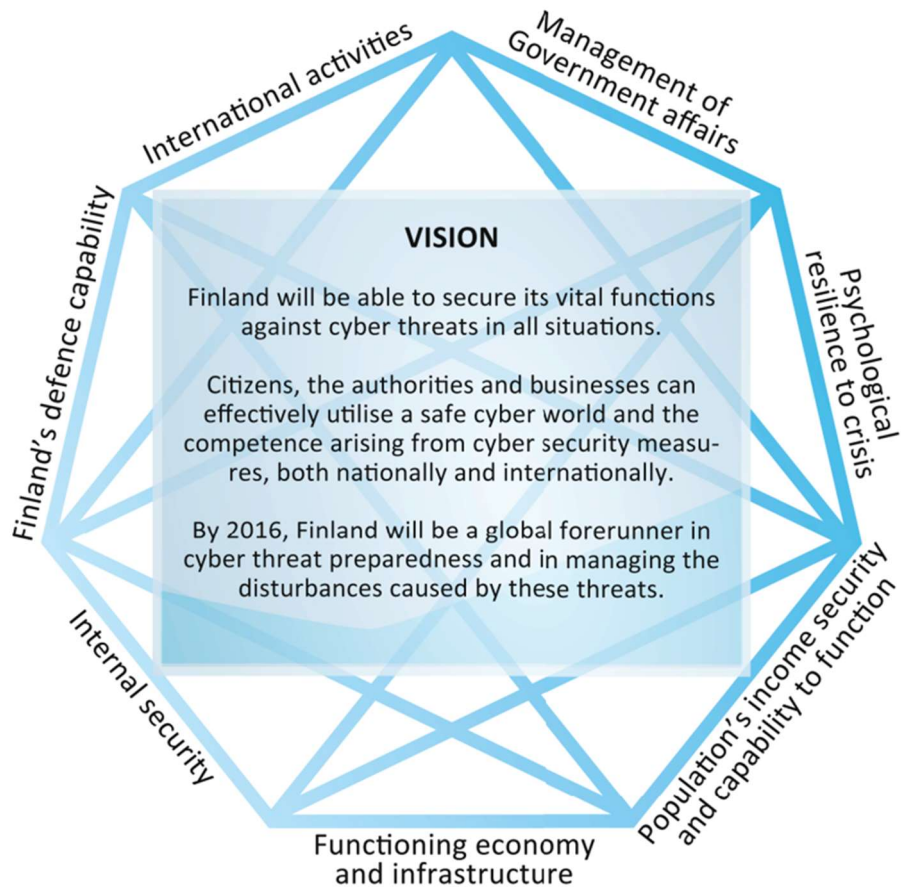 International activities
Management of
Government affairs
Psychological
resilience to crisis
Population's income security
and capability to function
Functioning economy
and infrastructure
Internal security
Finland's defence capability
VISION
Finland will be able to secure its vital functions
against cyber threats in all situations.
Citizens, the authorities and businesses can
effectively utilise a safe cyber world and the
competence arising from cyber security measu-
res, both nationally and internationally.
By 2016, Finland will be a global forerunner in
cyber threat preparedness and in managing the
disturbances caused by these threats.